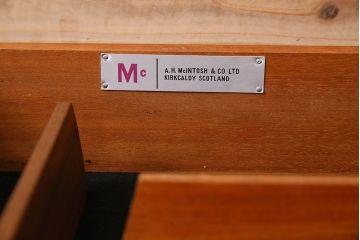 Mc
A.H. McINTOSH & CO LTD
KIRKCALDY SCOTLAND